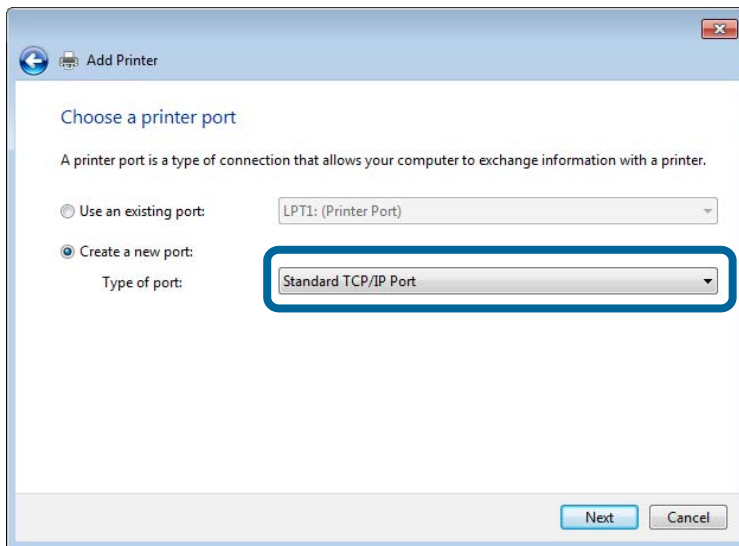 Add Printer
Choose a printer port
A printer port is a type of connection that allows your computer to exchange information with a printer.
Use an existing port: LPT1: (Printer Port)
Create a new port:
Type of port: Standard TCP/IP Port
Next Cancel